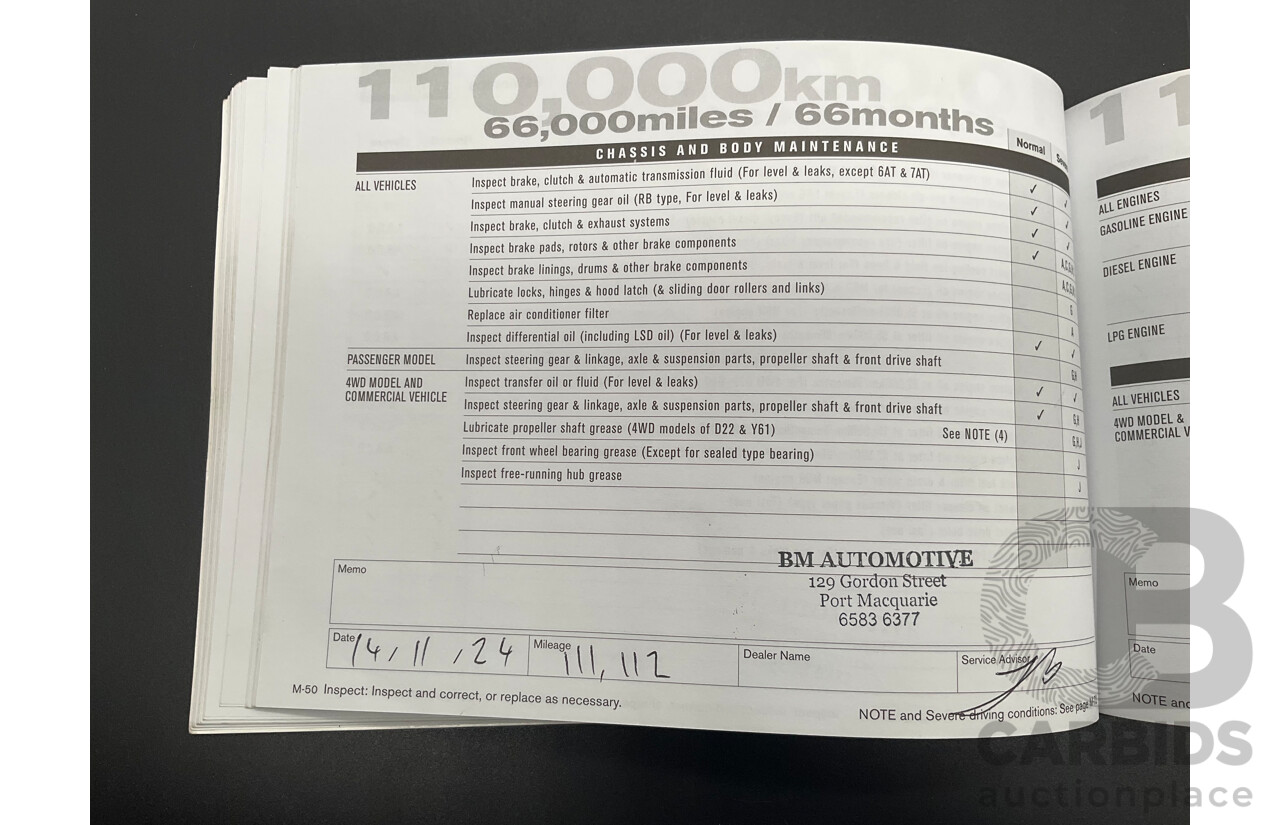 110,000km
66,000miles / 66months
CHASSIS AND BODY MAINTENANCE
Normal
ALL VEHICLES
Inspect brake, clutch & automatic transmission fluid (For level & leaks, except 6AT & 7AT) ✓
Inspect manual steering gear oil (RB type, For level & leaks) ✓
Inspect brake, clutch & exhaust systems ✓
Inspect brake pads, rotors & other brake components ✓
Inspect brake linings, drums & other brake components
Lubricate locks, hinges & hood latch (& sliding door rollers and links)
Replace air conditioner filter
Inspect differential oil (including LSD oil) (For level & leaks) ✓
PASSENGER MODEL
Inspect steering gear & linkage, axle & suspension parts, propeller shaft & front drive shaft
4WD MODEL AND
COMMERCIAL VEHICLE
Inspect transfer oil or fluid (For level & leaks) ✓
Inspect steering gear & linkage, axle & suspension parts, propeller shaft & front drive shaft ✓
Lubricate propeller shaft grease (4WD models of D22 & Y61) See NOTE (4)
Inspect front wheel bearing grease (Except for sealed type bearing)
Inspect free-running hub grease
BM AUTOMOTIVE
129 Gordon Street
Port Macquarie
6583 6377
Memo
Date 14/11/24
Mileage 111,112
Dealer Name
Service Advisor
M-50 Inspect: Inspect and correct, or replace as necessary.
NOTE and Severe driving conditions: See page
ALL ENGINES
GASOLINE ENGINE
DIESEL ENGINE
LPG ENGINE
ALL VEHICLES
4WD MODEL &
COMMERCIAL V
Memo
Date
NOTE and
CB
CARBIDS
auctionplace